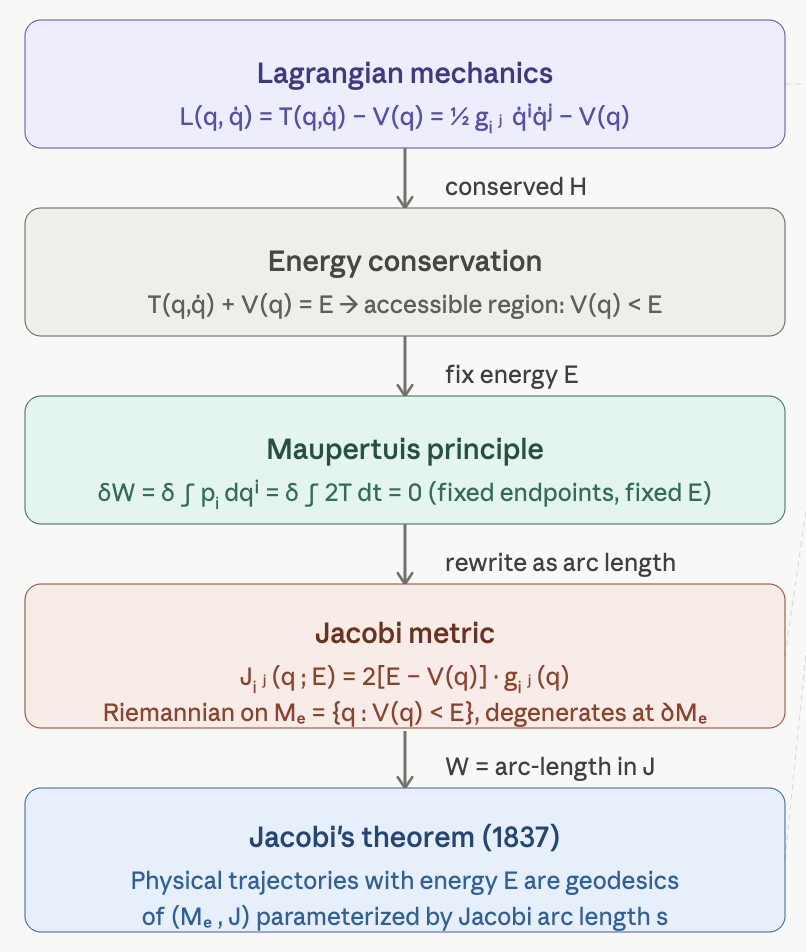 Lagrangian mechanics
L(q, q̇) = T(q,q̇) − V(q) = ½ gᵢ ⱼ q̇ⁱq̇ʲ − V(q)
conserved H
Energy conservation
T(q,q̇) + V(q) = E → accessible region: V(q) < E
fix energy E
Maupertuis principle
δW = δ ∫ pᵢ dqⁱ = δ ∫ 2T dt = 0 (fixed endpoints, fixed E)
rewrite as arc length
Jacobi metric
Jᵢ ⱼ (q ; E) = 2[E − V(q)] · gᵢ ⱼ (q)
Riemannian on Mₑ = {q : V(q) < E}, degenerates at ∂Mₑ
W = arc-length in J
Jacobi's theorem (1837)
Physical trajectories with energy E are geodesics
of (Mₑ , J) parameterized by Jacobi arc length s